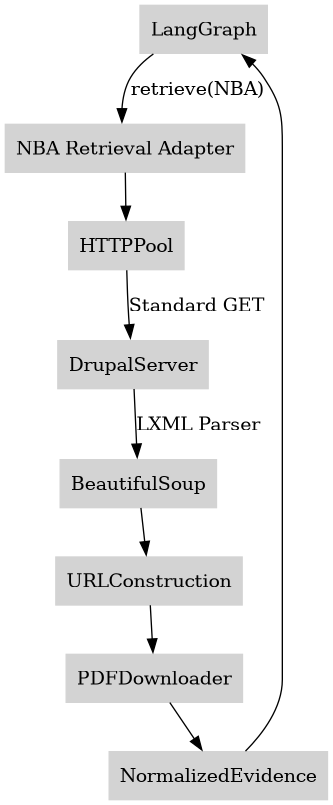 LangGraph
retrieve(NBA)
NBA Retrieval Adapter
HTTPPool
Standard GET
DrupalServer
LXML Parser
BeautifulSoup
URLConstruction
PDFDownloader
NormalizedEvidence